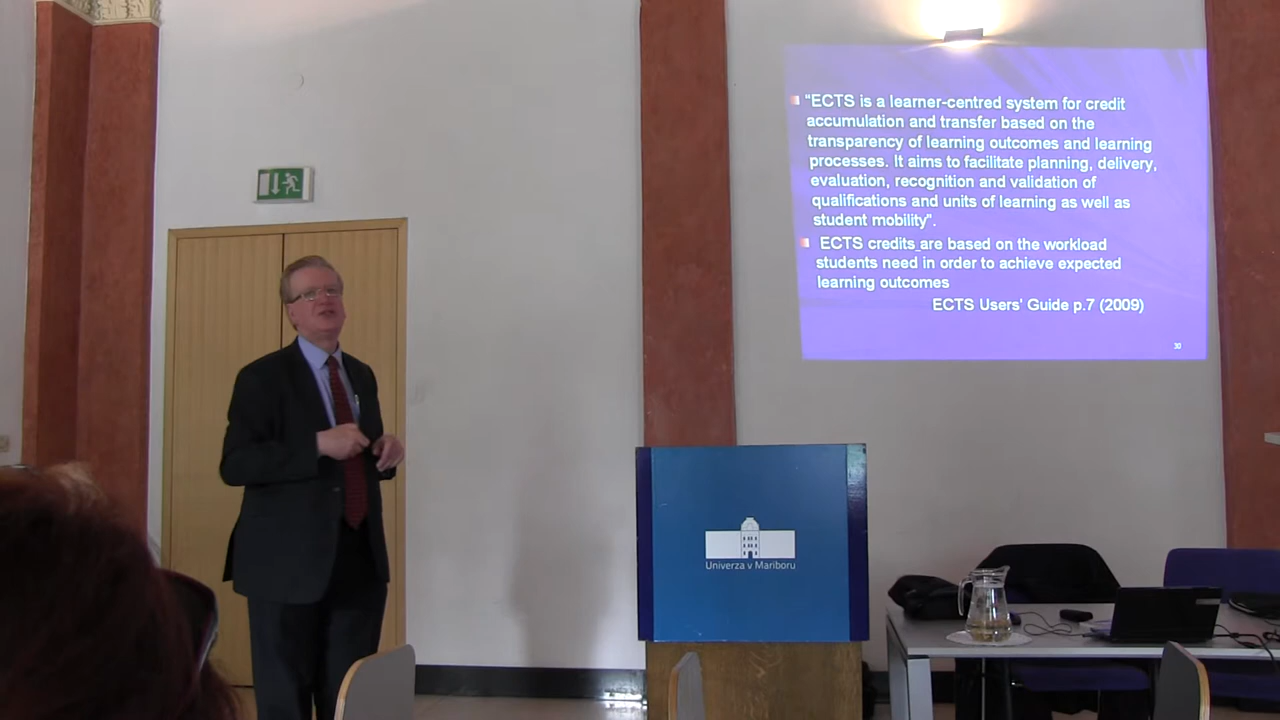 "ECTS is a learner-centred system for credit
accumulation and transfer based on the
transparency of learning outcomes and learning
processes. It aims to facilitate planning, delivery,
evaluation, recognition and validation of
qualifications and units of learning as well as
student mobility".
ECTS credits are based on the workload
students need in order to achieve expected
learning outcomes
ECTS Users' Guide p.7 (2009)
30
Univerza v Mariboru